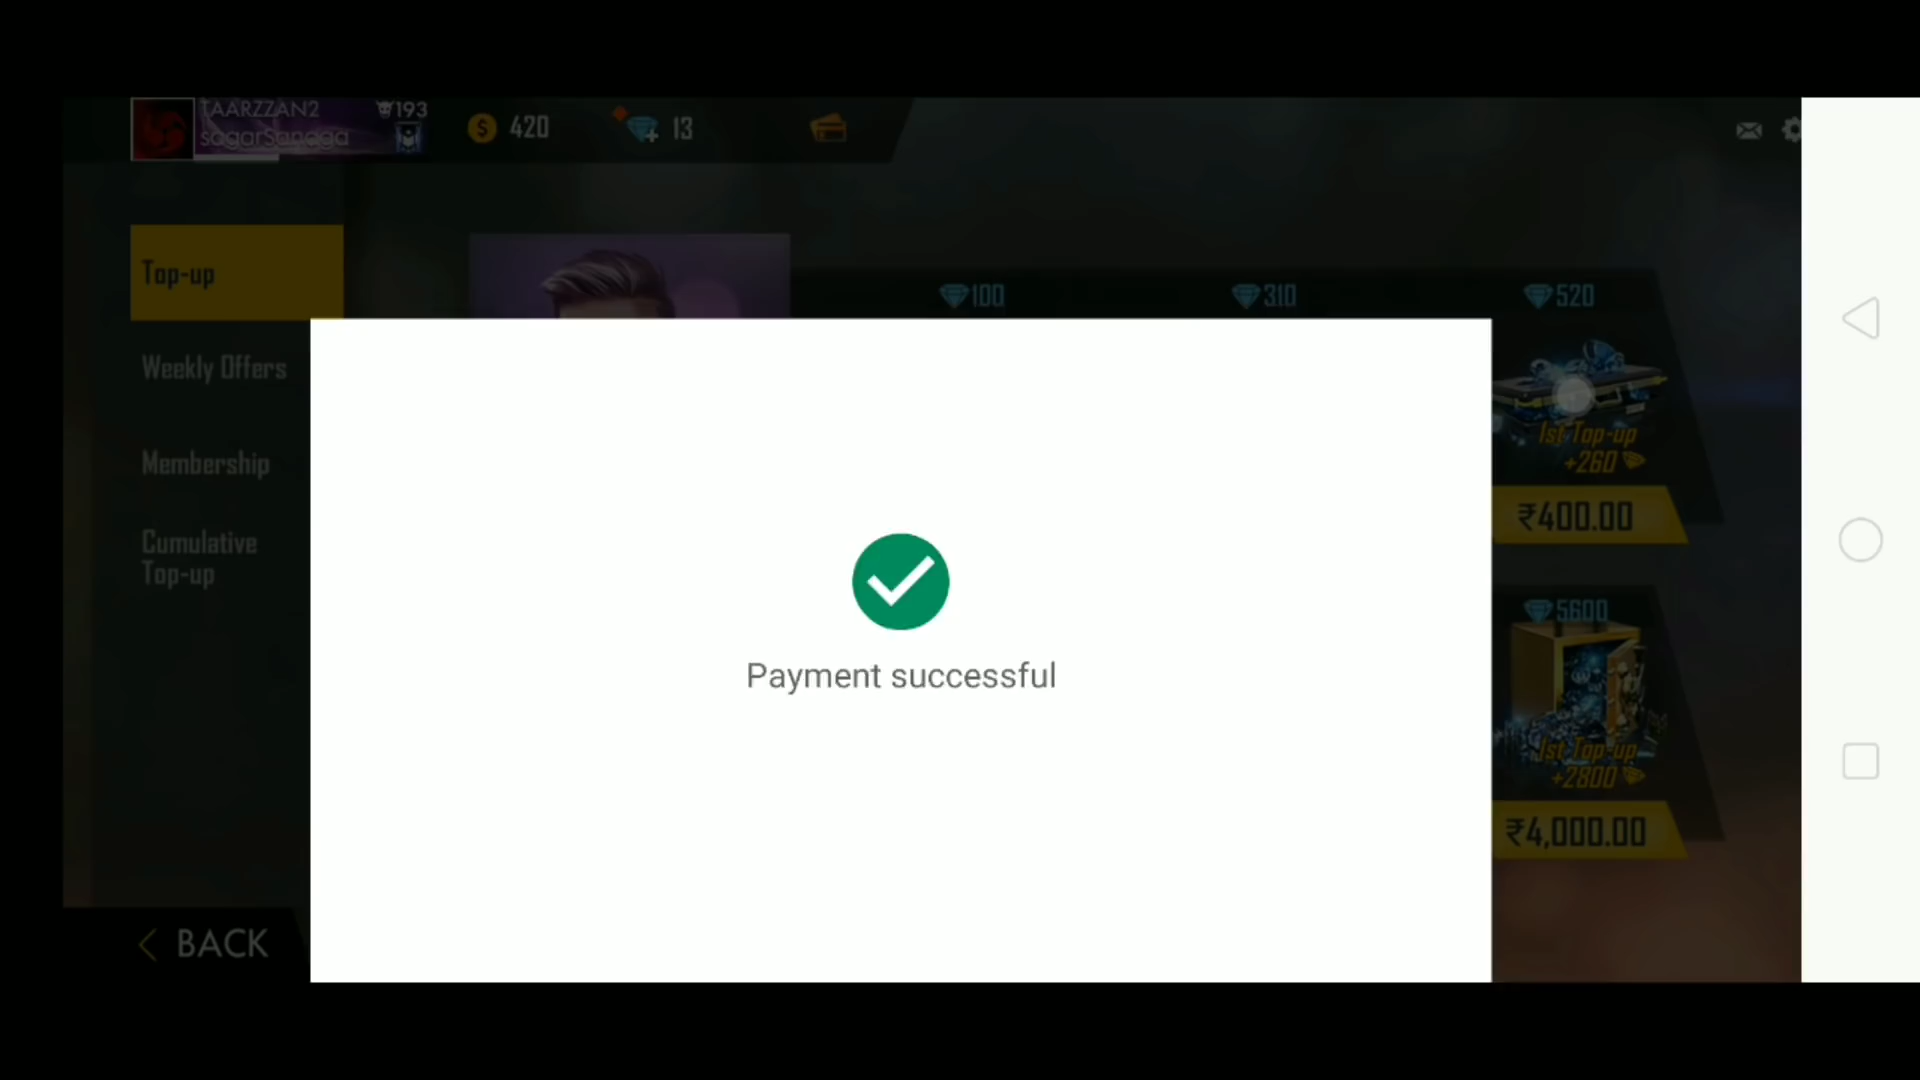 TAARZZAN2
193
sagarSangga
420
13
Top-up
Weekly Offers
Membership
Cumulative
Top-up
100
310
520
1st Top-up
+260
₹400.00
5600
1st Top-up
+2800
₹4,000.00
Payment successful
BACK